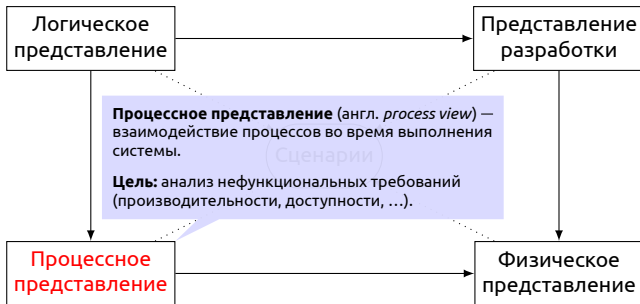 Логическое
представление
Представление
разработки
Процессное представление (англ. process view) —
взаимодействие процессов во время выполнения
системы.
Сценарии
Цель: анализ нефункциональных требований
(производительности, доступности, …).
Процессное
представление
Физическое
представление